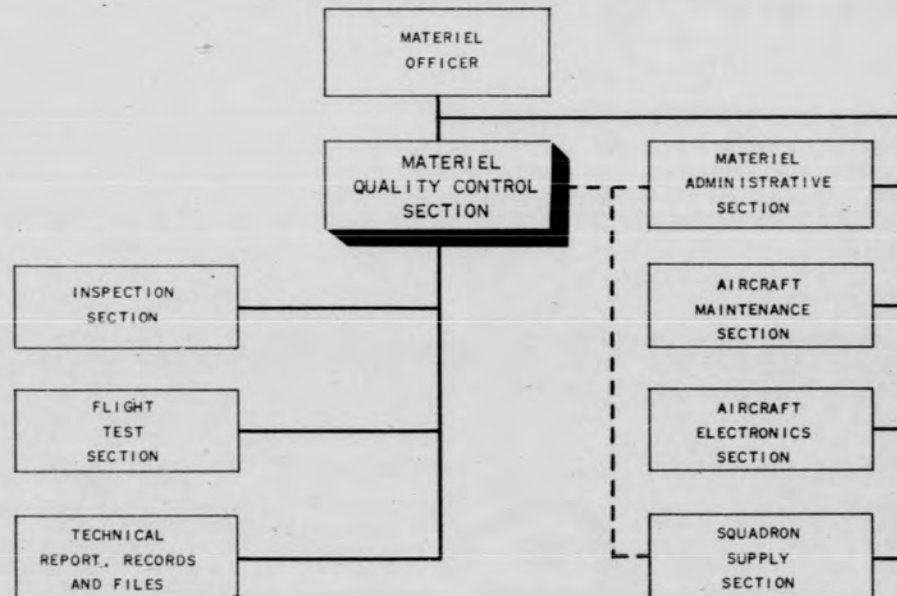 MATERIEL
OFFICER
MATERIEL
QUALITY CONTROL
SECTION
MATERIEL
ADMINISTRATIVE
SECTION
INSPECTION
SECTION
AIRCRAFT
MAINTENANCE
SECTION
FLIGHT
TEST
SECTION
AIRCRAFT
ELECTRONICS
SECTION
TECHNICAL
REPORT, RECORDS
AND FILES
SQUADRON
SUPPLY
SECTION